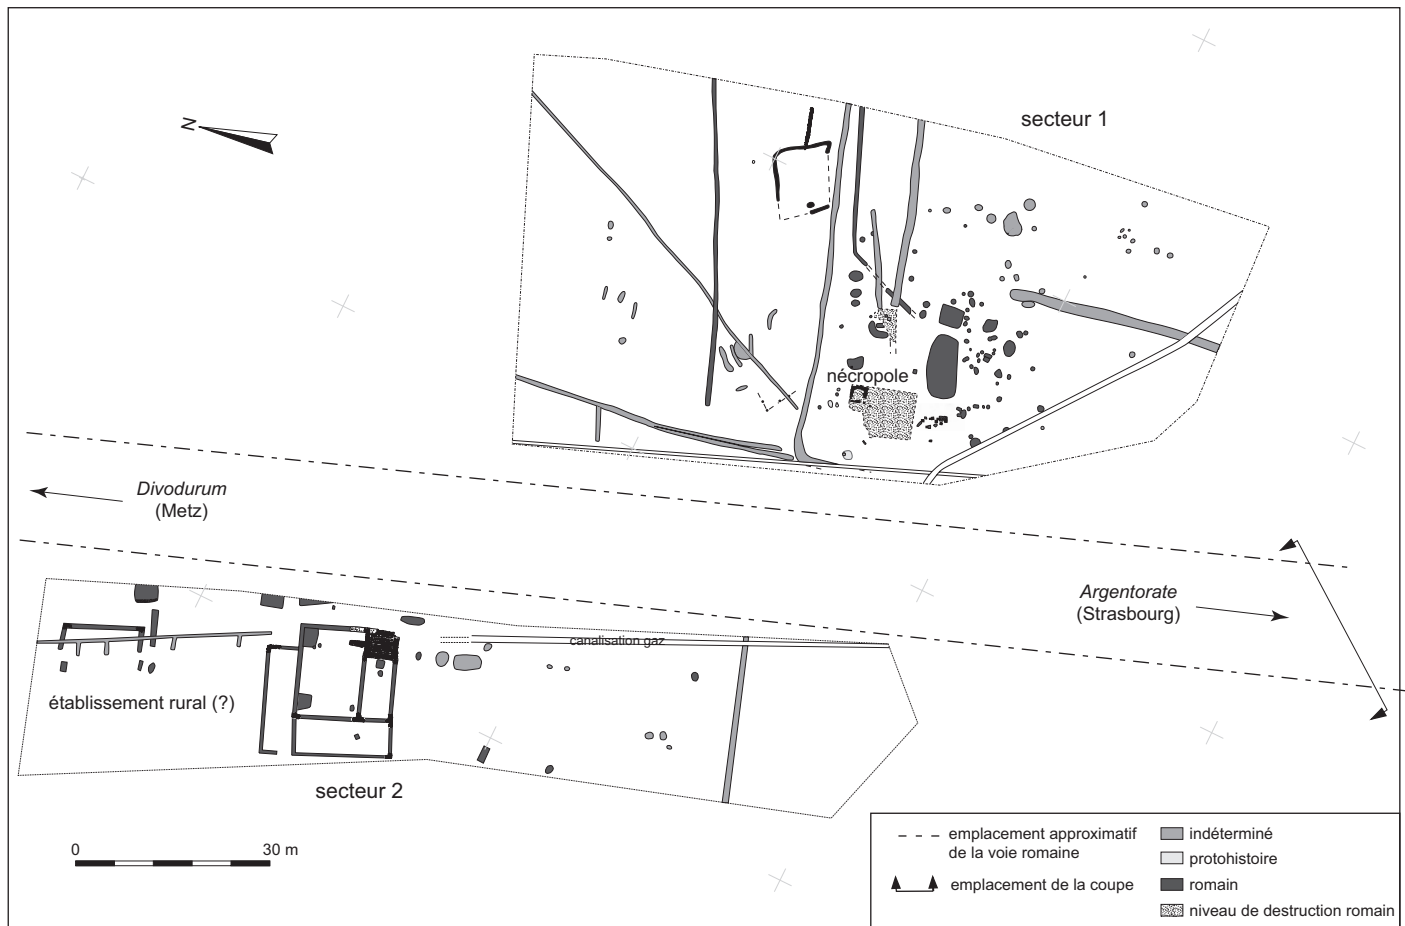 secteur 1
N
nécropole
Divodurum
(Metz)
Argentorate
(Strasbourg)
canalisation gaz
établissement rural (?)
secteur 2
0 30 m
emplacement approximatif
de la voie romaine
emplacement de la coupe
indéterminé
protohistoire
romain
niveau de destruction romain